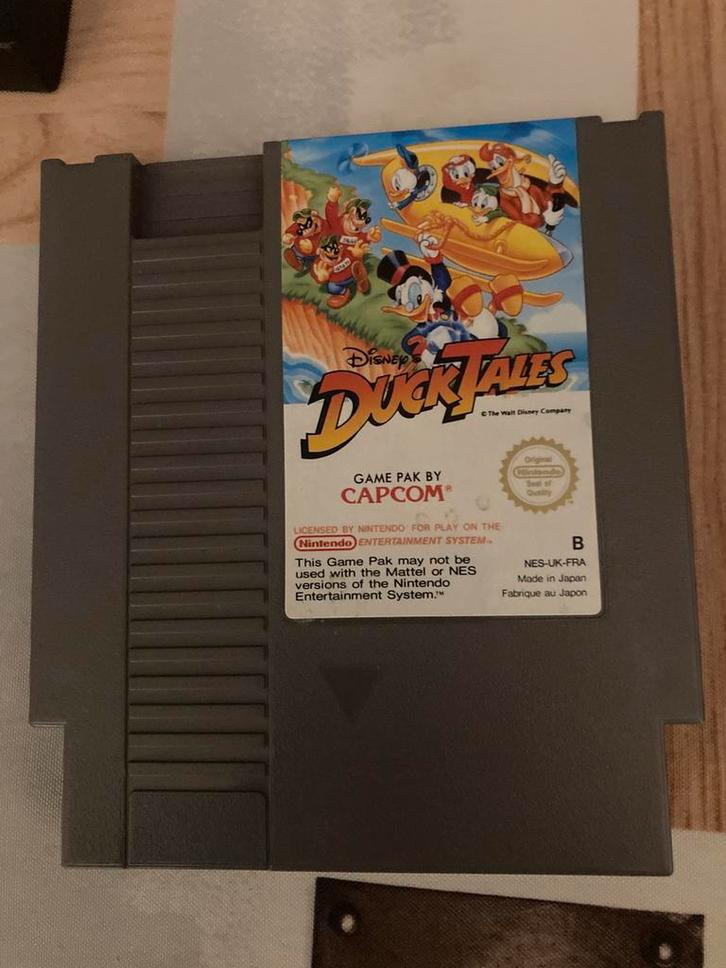 Disney's
DUCKTALES
© The Walt Disney Company
GAME PAK BY
CAPCOM®
Original
Nintendo
Seal of
Quality
LICENSED BY NINTENDO® FOR PLAY ON THE
Nintendo ENTERTAINMENT SYSTEM™
This Game Pak may not be
used with the Mattel or NES
versions of the Nintendo
Entertainment System.™
B
NES-UK-FRA
Made in Japan
Fabrique au Japon